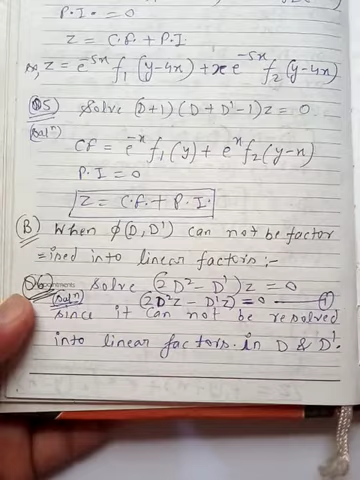 P.I. = 0
Z = C.F. + P.I.
So, z = e^-5x f₁(y-4x) + x e^-5x f₂(y-4x)
Q5) Solve (D+1)(D+D'-1)z = 0
Solⁿ)
CF = e^-x f₁(y) + e^x f₂(y-x)
P.I = 0
Z = C.f. + P.I.
(B) When φ(D,D') can not be factor
=ised into linear factors :-
Q6) Solve (2D²-D')z = 0
Solⁿ) (2D²z - D'z) = 0 — (1)
Since it can not be resolved
into linear factors. in D & D'.